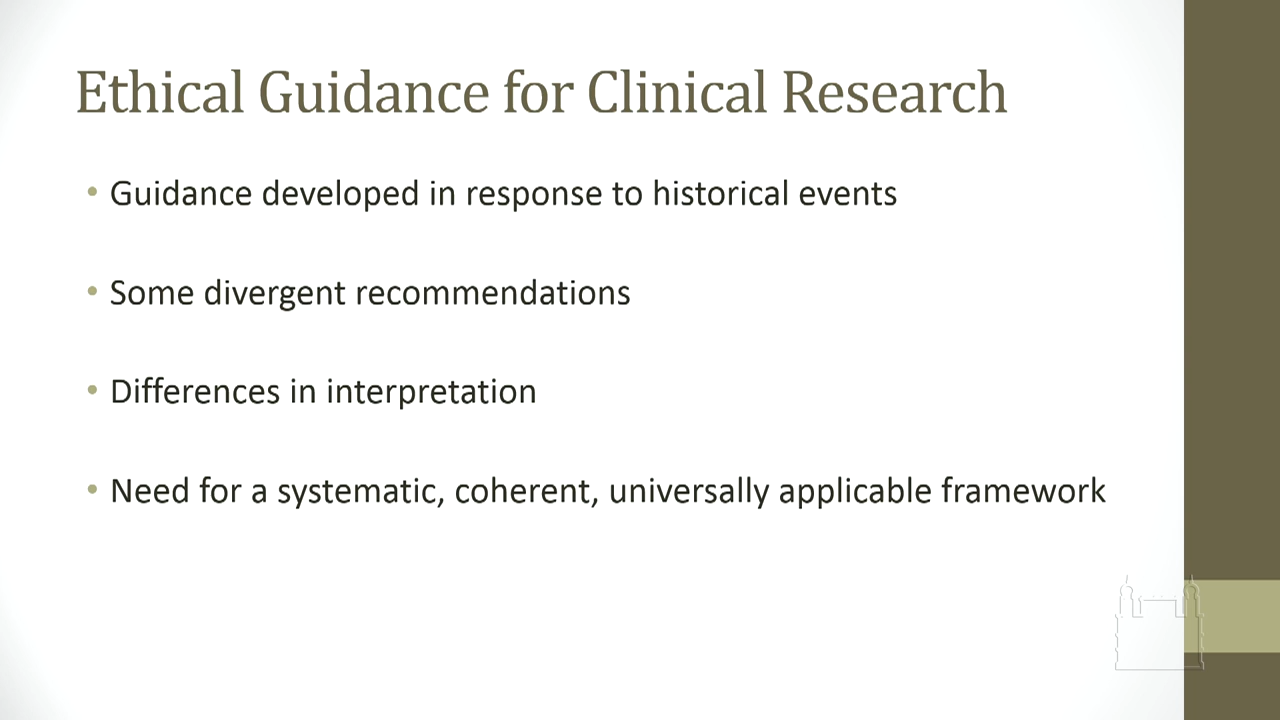 Ethical Guidance for Clinical Research
• Guidance developed in response to historical events
• Some divergent recommendations
• Differences in interpretation
• Need for a systematic, coherent, universally applicable framework